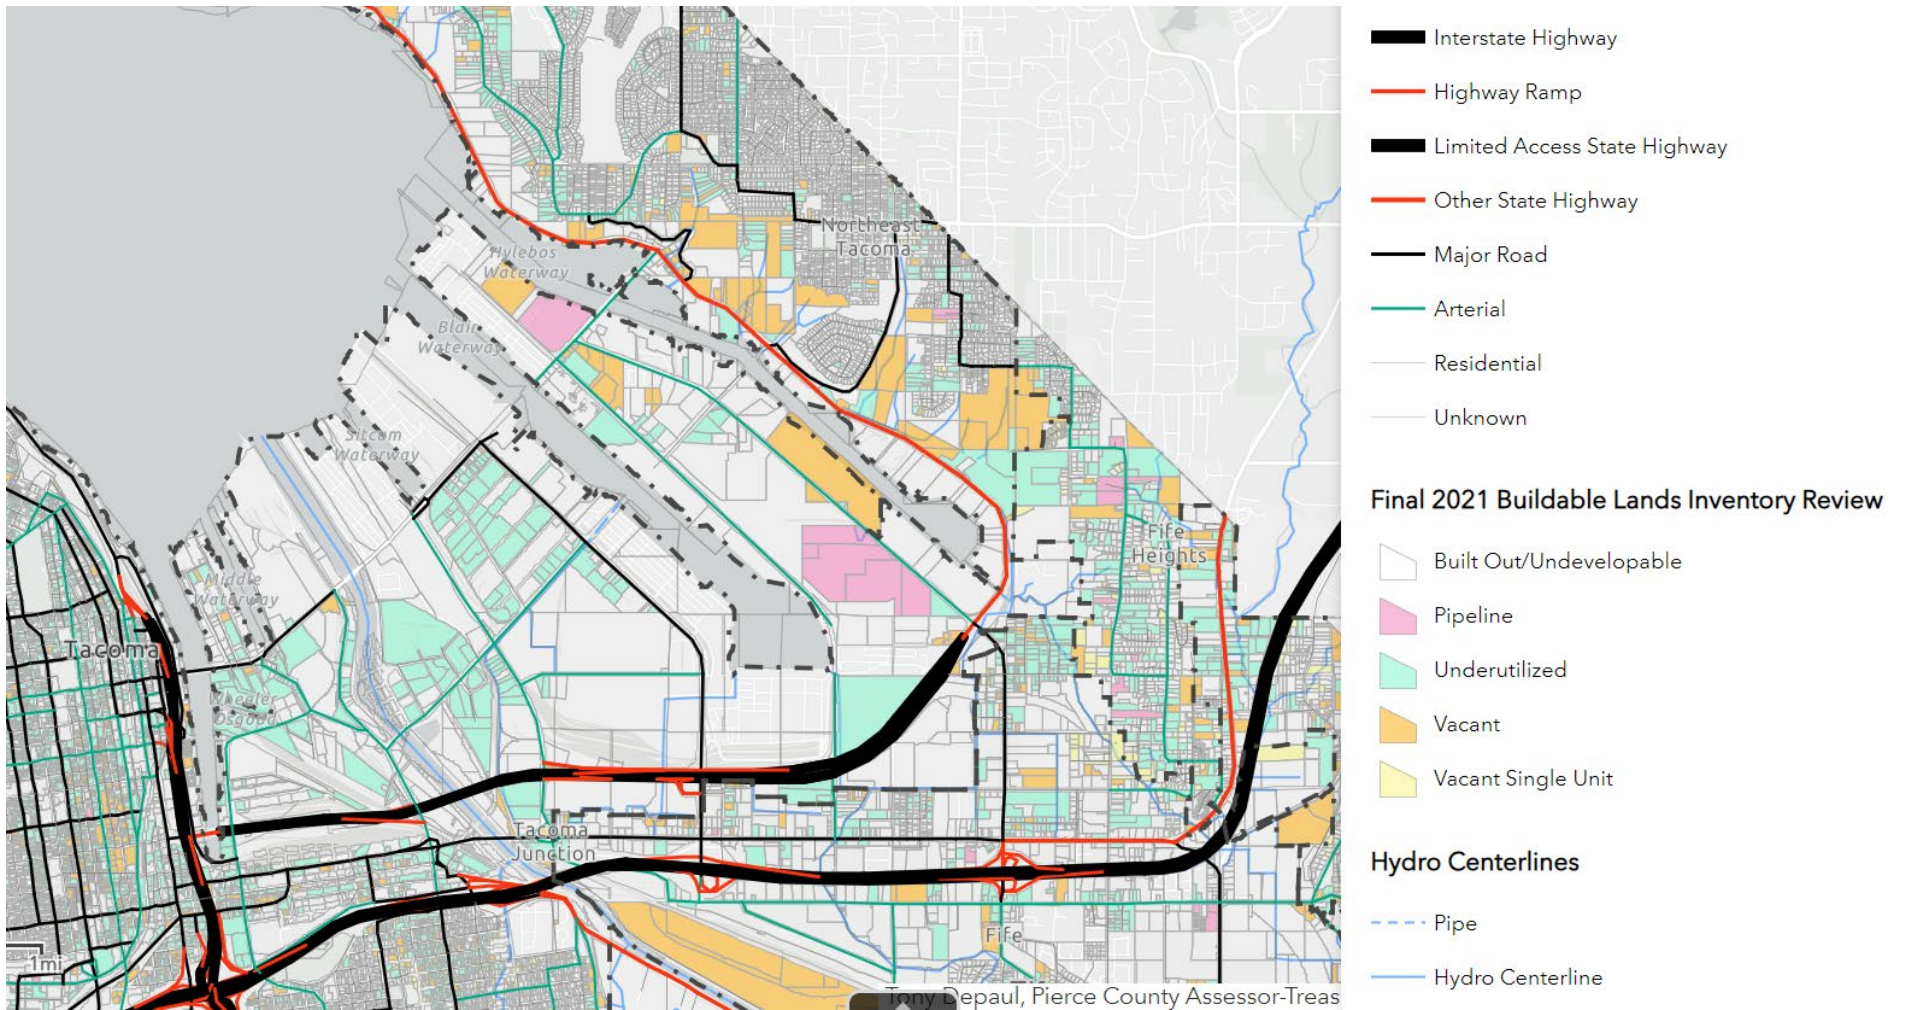 Northeast
Tacoma
Hylebos
Waterway
Blair
Waterway
Sitcum
Waterway
Fife
Heights
Middle
Waterway
Tacoma
Wheeler
Osgood
Tacoma
Junction
Fife
1mi
Tony Depaul, Pierce County Assessor-Treas
Interstate Highway
Highway Ramp
Limited Access State Highway
Other State Highway
Major Road
Arterial
Residential
Unknown
Final 2021 Buildable Lands Inventory Review
Built Out/Undevelopable
Pipeline
Underutilized
Vacant
Vacant Single Unit
Hydro Centerlines
Pipe
Hydro Centerline